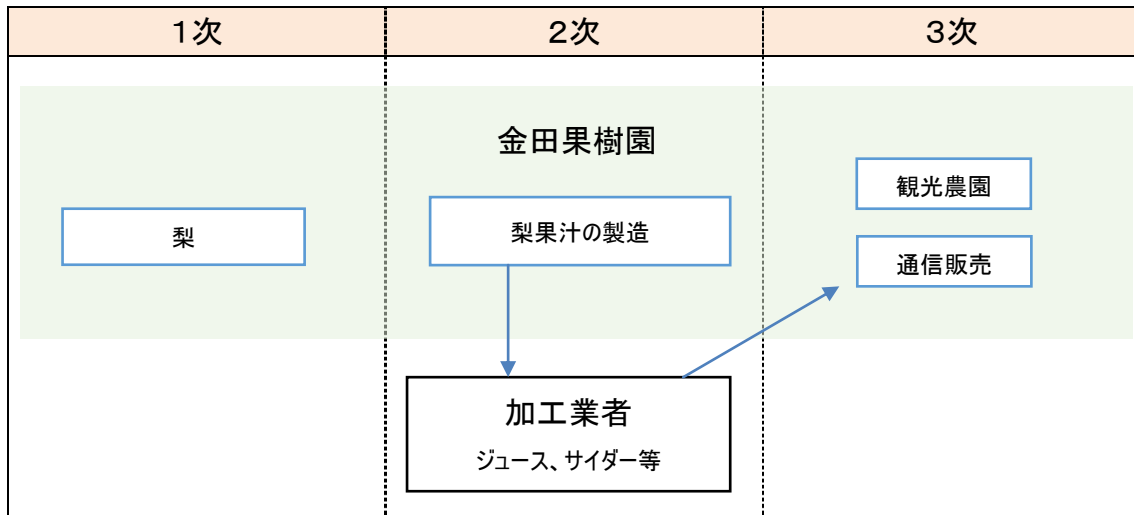 １次
２次
３次
金田果樹園
観光農園
梨
梨果汁の製造
通信販売
加工業者
ジュース、サイダー等